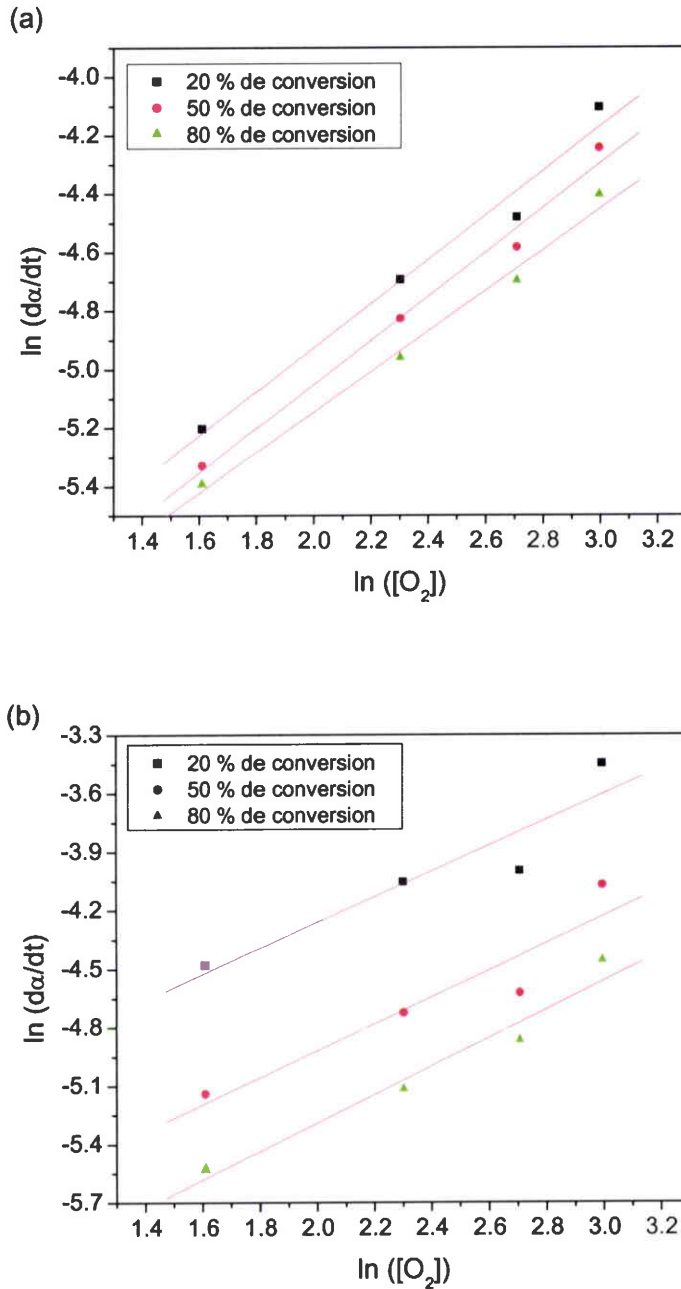 (a)
20 % de conversion
50 % de conversion
80 % de conversion
-4.0
-4.2
-4.4
-4.6
-4.8
-5.0
-5.2
-5.4
ln (dα/dt)
1.4 1.6 1.8 2.0 2.2 2.4 2.6 2.8 3.0 3.2
ln ([O₂])
(b)
20 % de conversion
50 % de conversion
80 % de conversion
-3.3
-3.6
-3.9
-4.2
-4.5
-4.8
-5.1
-5.4
-5.7
ln (dα/dt)
1.4 1.6 1.8 2.0 2.2 2.4 2.6 2.8 3.0 3.2
ln ([O₂])